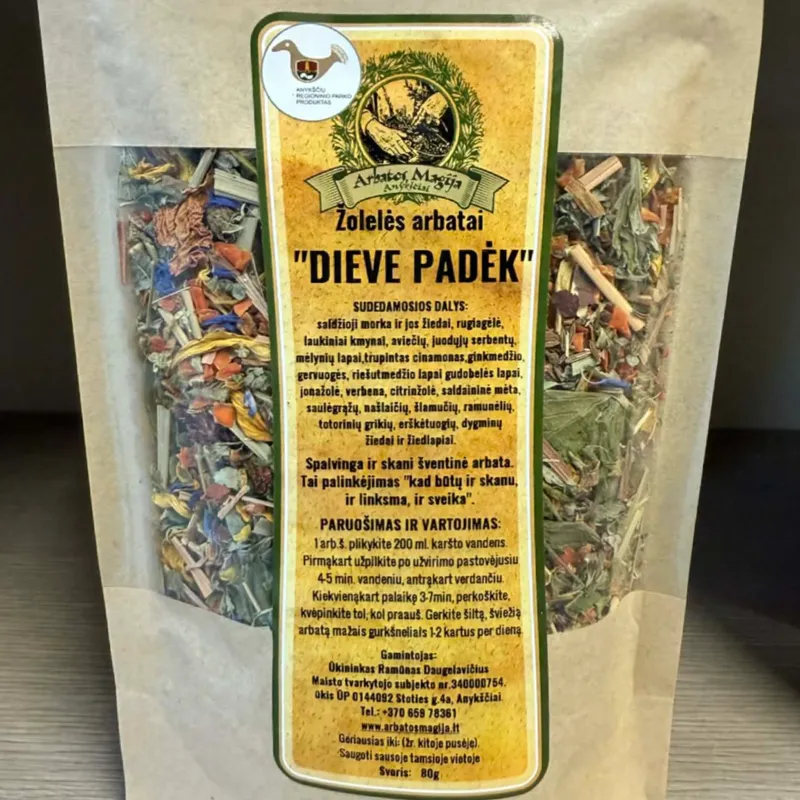 ANYKŠČIŲ
REGIONINIO PARKO
PRODUKTAS
Arbatos Magija
Anykščiai
Žolelės arbatai
"DIEVE PADĖK"
SUDEDAMOSIOS DALYS:
saldžioji morka ir jos žiedai, rugiagėlė,
laukiniai kmynai, aviečių, juodųjų serbentų,
mėlynių lapai,trupintas cinamonas,ginkmedžio,
gervuogės, riešutmedžio lapai gudobelės lapai,
jonažolė, verbena, citrinžolė, saldaininė mėta,
saulėgrąžų, našlaičių, šlamučių, ramunėlių,
totorinių grikių, erškėtuogių, dygminų
žiedai ir žiedlapiai.
Spalvinga ir skani šventinė arbata.
Tai palinkėjimas "kad būtų ir skanu,
ir linksma, ir sveika".
PARUOŠIMAS IR VARTOJIMAS:
1 arb.š. plikykite 200 ml. karšto vandens.
Pirmąkart užpilkite po užvirimo pastovėjusiu
4-5 min. vandeniu, antrąkart verdančiu.
Kiekvienąkart palaikę 3-7min, perkoškite,
kvėpinkite tol, kol praauš. Gerkite šiltą, šviežią
arbatą mažais gurkšneliais 1-2 kartus per dieną.
Gamintojas:
Ūkininkas Ramūnas Daugelavičius
Maisto tvarkytojo subjekto nr.340000754.
ūkis ŪP 0144092 Stoties g.4a, Anykščiai.
Tel.: +370 659 78361
www.arbatosmagija.lt
Geriausias iki: (žr. kitoje pusėje).
Saugoti sausoje tamsioje vietoje
Svoris: 80g